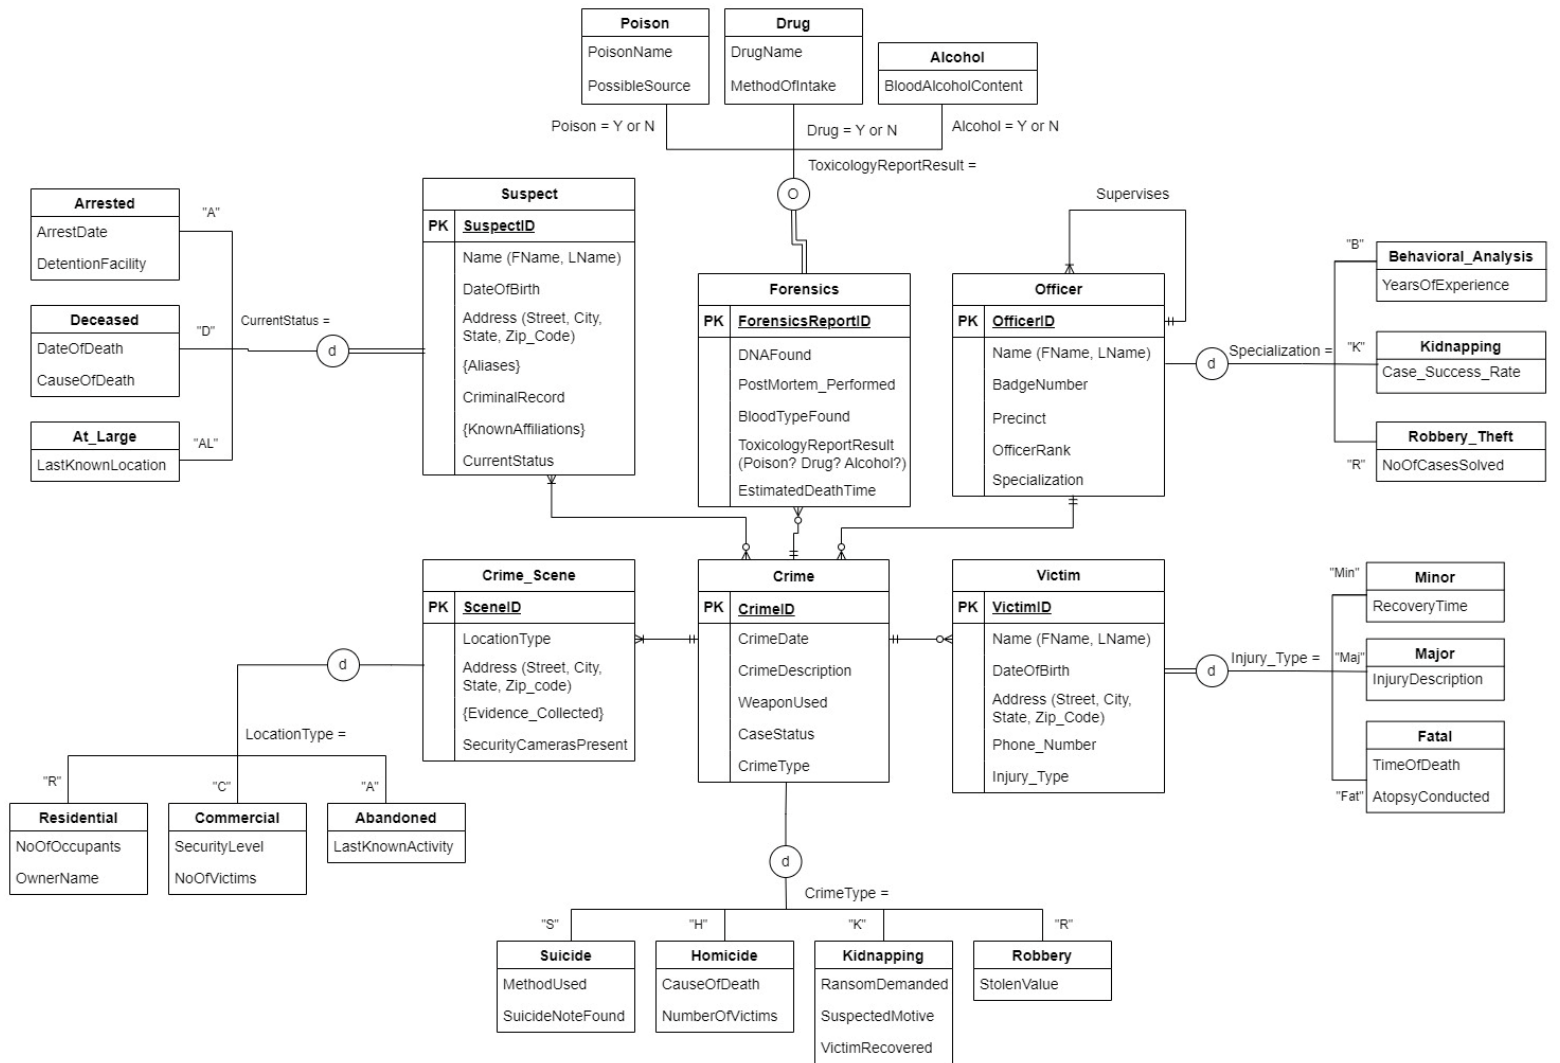 Poison
PoisonName
PossibleSource
Drug
DrugName
MethodOfIntake
Alcohol
BloodAlcoholContent
Poison = Y or N
Drug = Y or N
Alcohol = Y or N
ToxicologyReportResult =
O
Arrested
ArrestDate
DetentionFacility
"A"
Deceased
DateOfDeath
CauseOfDeath
"D"
At_Large
LastKnownLocation
"AL"
CurrentStatus =
d
Suspect
PK SuspectID
Name (FName, LName)
DateOfBirth
Address (Street, City,
State, Zip_Code)
{Aliases}
CriminalRecord
{KnownAffiliations}
CurrentStatus
Forensics
PK ForensicsReportID
DNAFound
PostMortem_Performed
BloodTypeFound
ToxicologyReportResult
(Poison? Drug? Alcohol?)
EstimatedDeathTime
Supervises
Officer
PK OfficerID
Name (FName, LName)
BadgeNumber
Precinct
OfficerRank
Specialization
d
Specialization =
"B"
Behavioral_Analysis
YearsOfExperience
"K"
Kidnapping
Case_Success_Rate
"R"
Robbery_Theft
NoOfCasesSolved
Crime_Scene
PK SceneID
LocationType
Address (Street, City,
State, Zip_code)
{Evidence_Collected}
SecurityCamerasPresent
d
LocationType =
"R"
"C"
"A"
Residential
NoOfOccupants
OwnerName
Commercial
SecurityLevel
NoOfVictims
Abandoned
LastKnownActivity
Crime
PK CrimeID
CrimeDate
CrimeDescription
WeaponUsed
CaseStatus
CrimeType
Victim
PK VictimID
Name (FName, LName)
DateOfBirth
Address (Street, City,
State, Zip_Code)
Phone_Number
Injury_Type
d
Injury_Type =
"Min"
Minor
RecoveryTime
"Maj"
Major
InjuryDescription
"Fat"
Fatal
TimeOfDeath
AtopsyConducted
d
CrimeType =
"S"
"H"
"K"
"R"
Suicide
MethodUsed
SuicideNoteFound
Homicide
CauseOfDeath
NumberOfVictims
Kidnapping
RansomDemanded
SuspectedMotive
VictimRecovered
Robbery
StolenValue